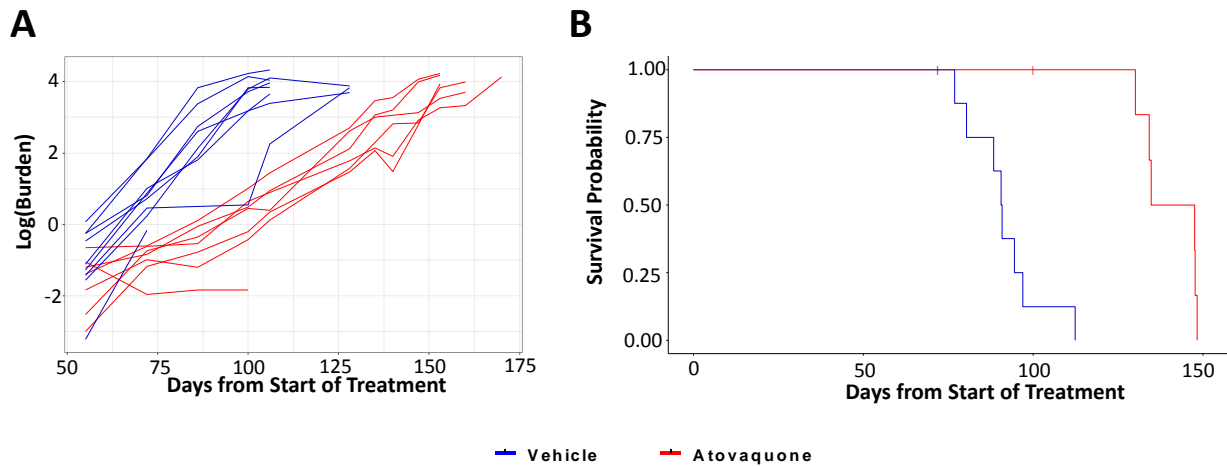 A
B
Log(Burden)
4
2
0
-2
50
75
100
125
150
175
Days from Start of Treatment
Survival Probability
1.00
0.75
0.50
0.25
0.00
0
50
100
150
Days from Start of Treatment
Vehicle
Atovaquone